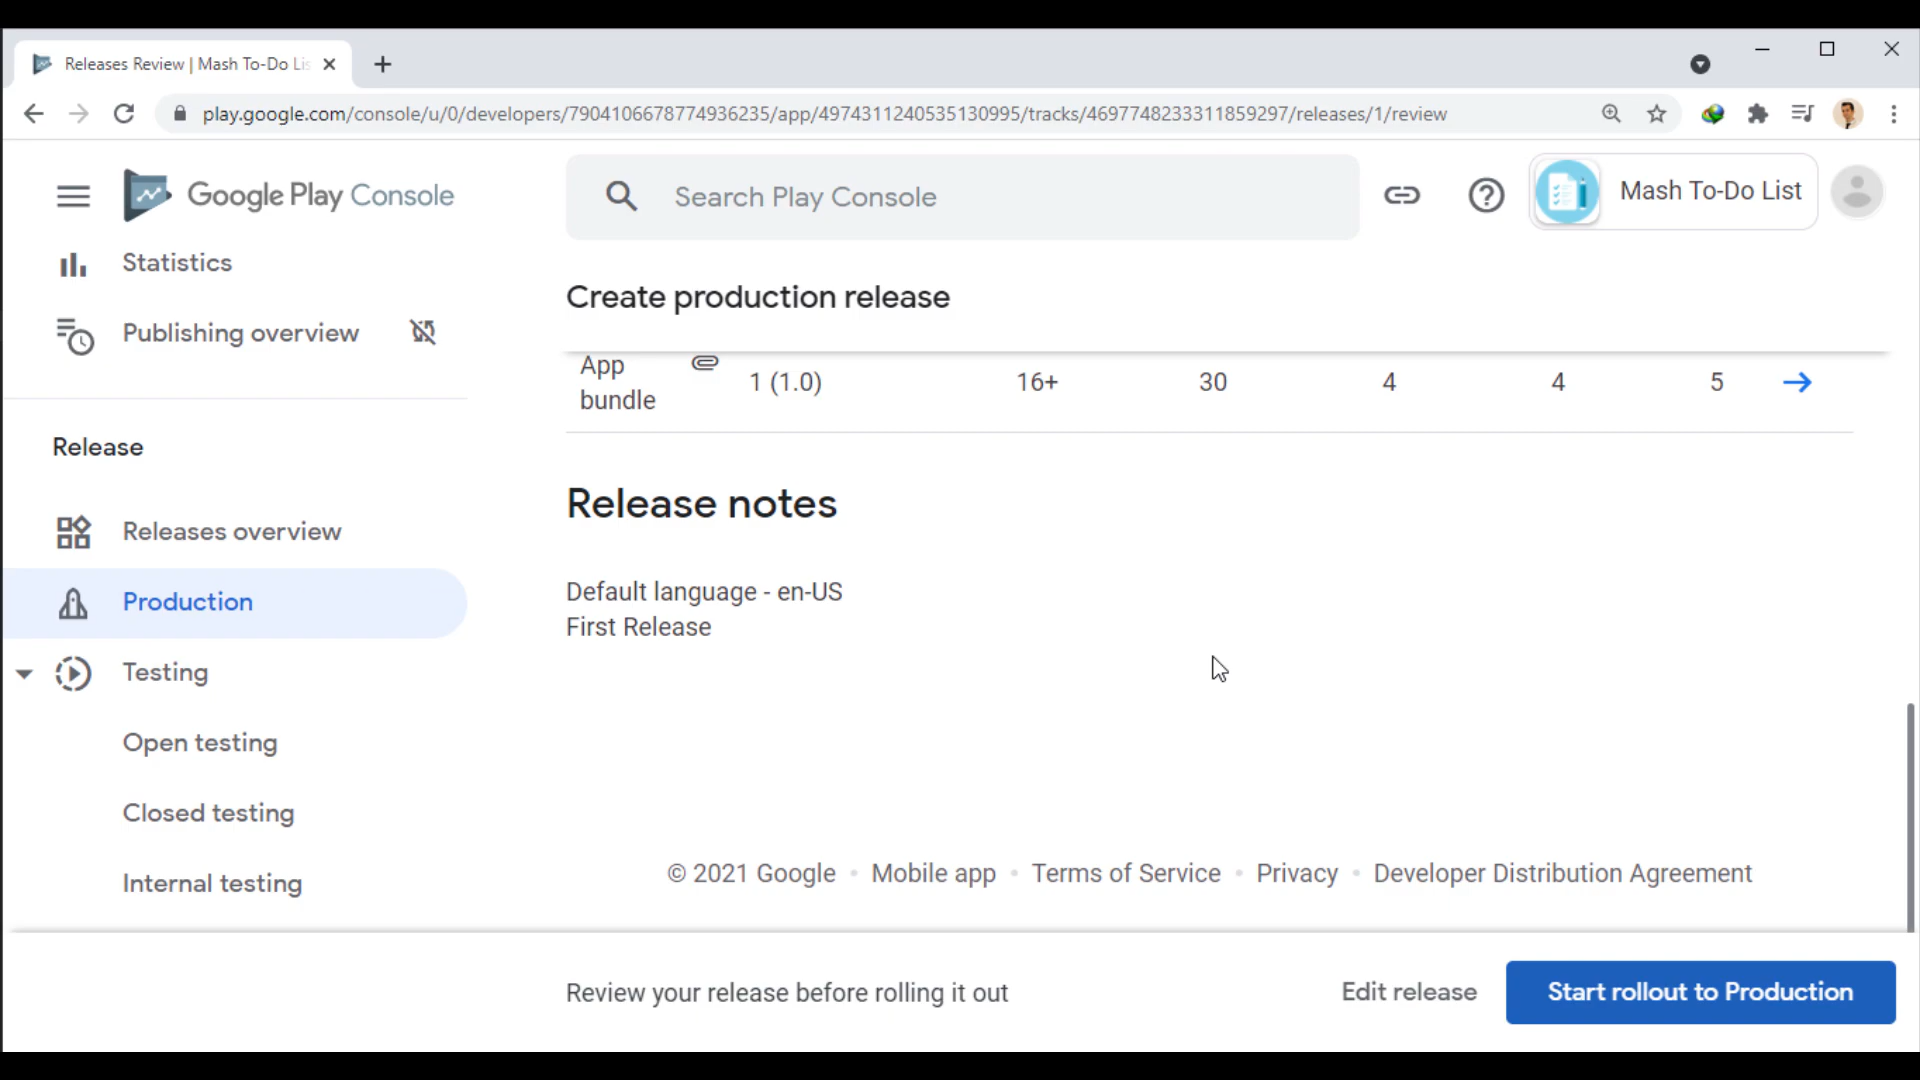 Releases Review | Mash To-Do Lis
play.google.com/console/u/0/developers/7904106678774936235/app/4974311240535130995/tracks/4697748233311859297/releases/1/review
Google Play Console
Search Play Console
Mash To-Do List
Statistics
Publishing overview
Release
Releases overview
Production
Testing
Open testing
Closed testing
Internal testing
Create production release
App bundle 1 (1.0) 16+ 30 4 4 5
Release notes
Default language - en-US
First Release
© 2021 Google • Mobile app • Terms of Service • Privacy • Developer Distribution Agreement
Review your release before rolling it out
Edit release
Start rollout to Production